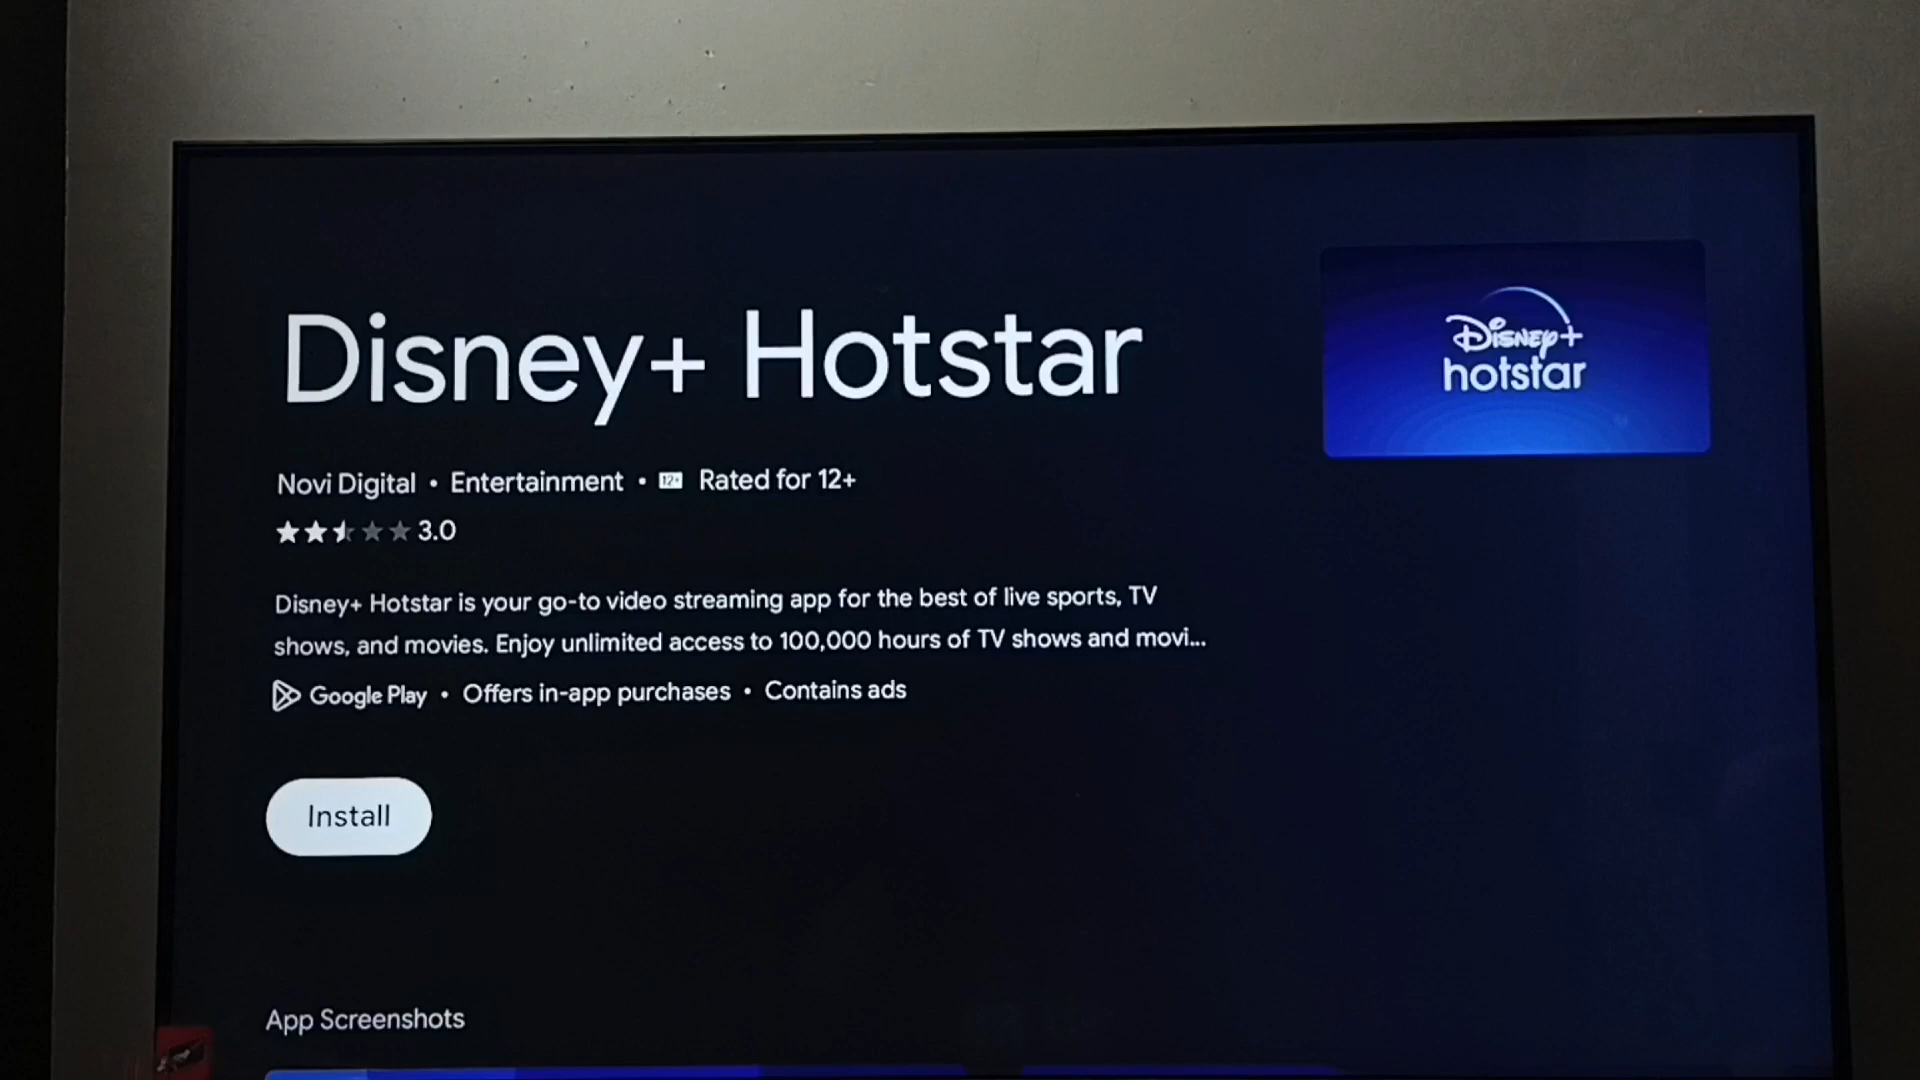 Disney+ Hotstar
Disney+
hotstar
Novi Digital • Entertainment • 12+ Rated for 12+
3.0
Disney+ Hotstar is your go-to video streaming app for the best of live sports, TV
shows, and movies. Enjoy unlimited access to 100,000 hours of TV shows and movi...
Google Play • Offers in-app purchases • Contains ads
Install
App Screenshots